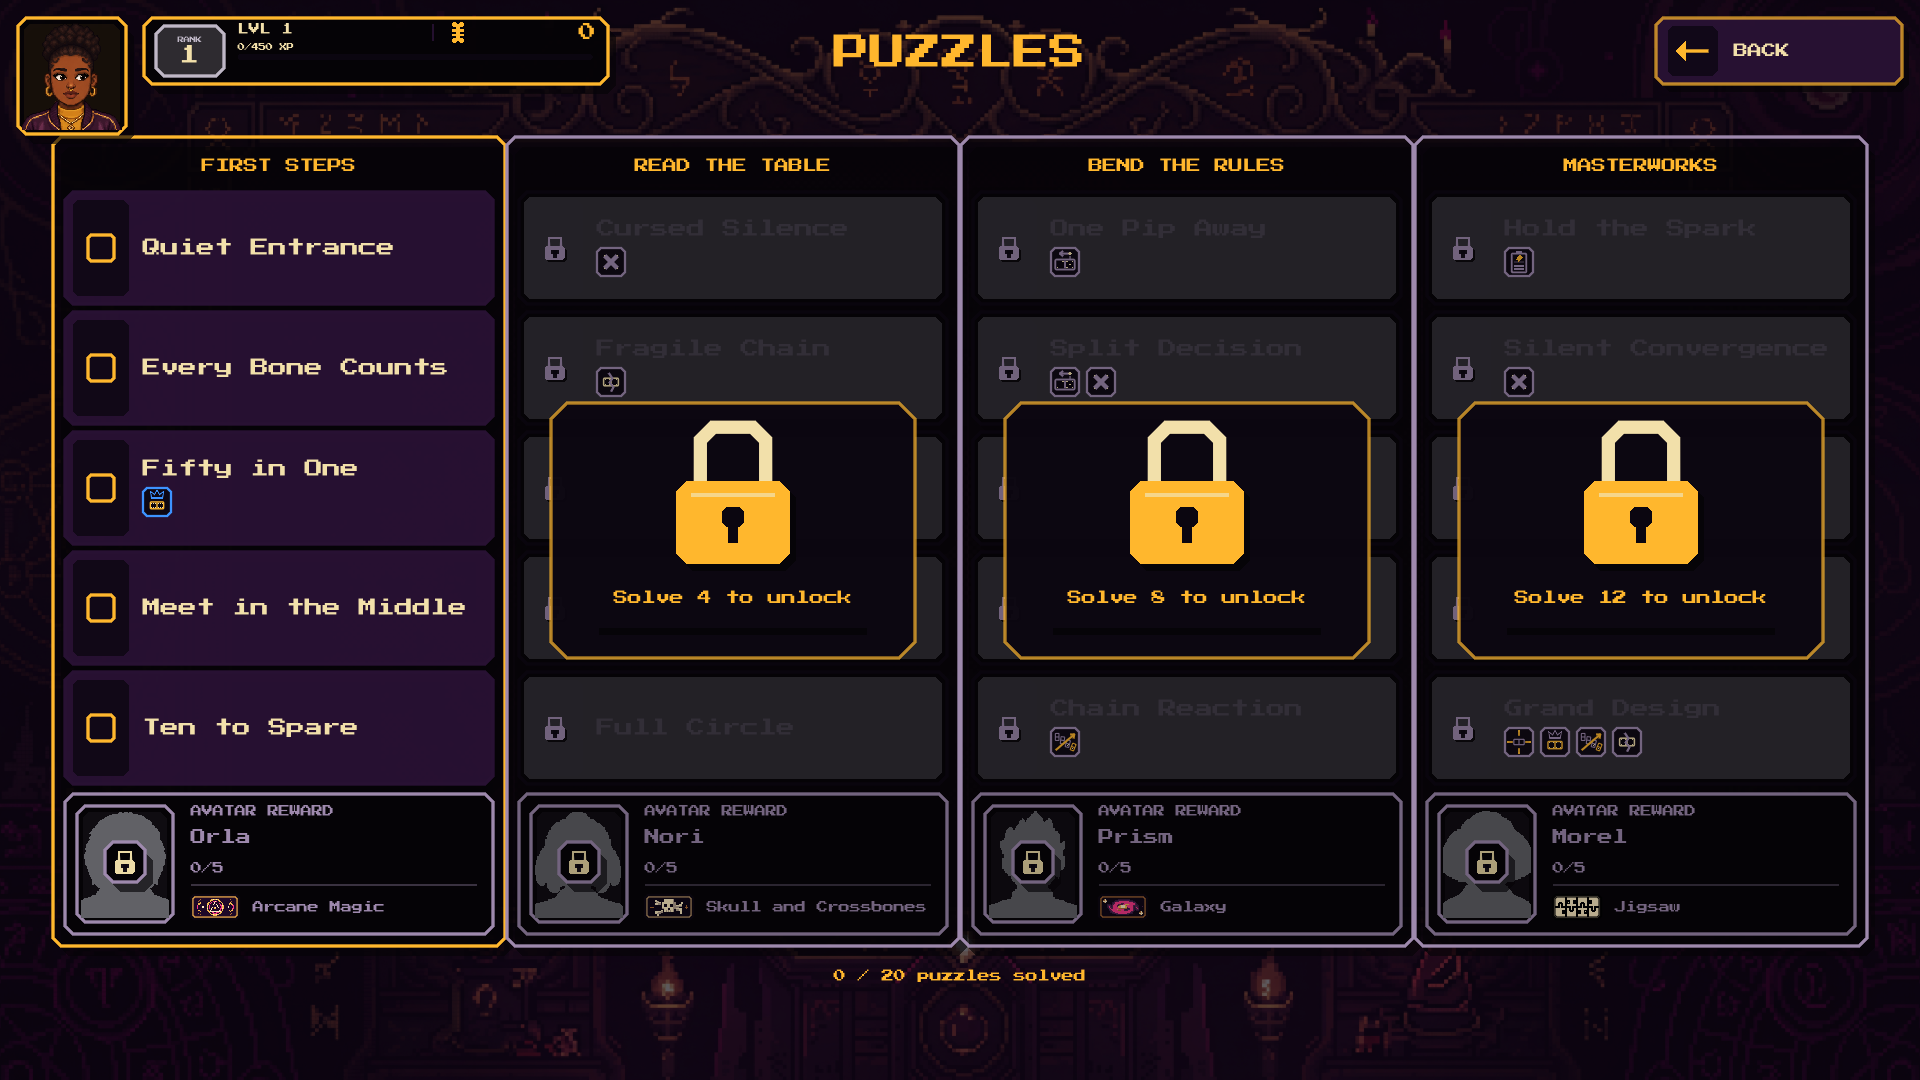 RANK
1
LVL 1
0/450 XP
0
PUZZLES
BACK
FIRST STEPS
Quiet Entrance
Every Bone Counts
Fifty in One
Meet in the Middle
Ten to Spare
AVATAR REWARD
Orla
0/5
Arcane Magic
READ THE TABLE
Cursed Silence
Fragile Chain
Solve 4 to unlock
Full Circle
AVATAR REWARD
Nori
0/5
Skull and Crossbones
BEND THE RULES
One Pip Away
Split Decision
Solve 8 to unlock
Chain Reaction
AVATAR REWARD
Prism
0/5
Galaxy
MASTERWORKS
Hold the Spark
Silent Convergence
Solve 12 to unlock
Grand Design
AVATAR REWARD
Morel
0/5
Jigsaw
0 / 20 puzzles solved